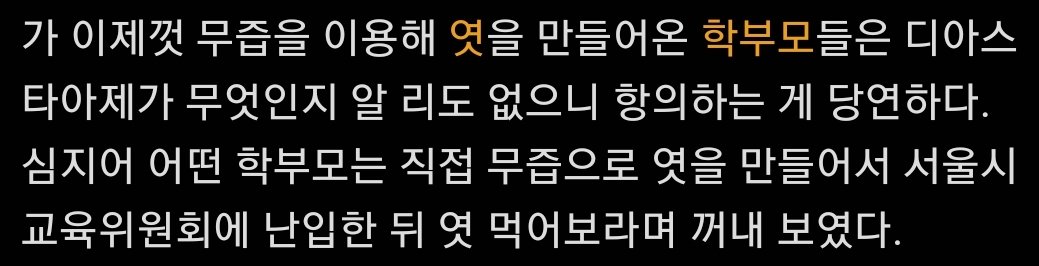 가 이제껏 무즙을 이용해 엿을 만들어온 학부모들은 디아스
타아제가 무엇인지 알 리도 없으니 항의하는 게 당연하다.
심지어 어떤 학부모는 직접 무즙으로 엿을 만들어서 서울시
교육위원회에 난입한 뒤 엿 먹어보라며 꺼내 보였다.